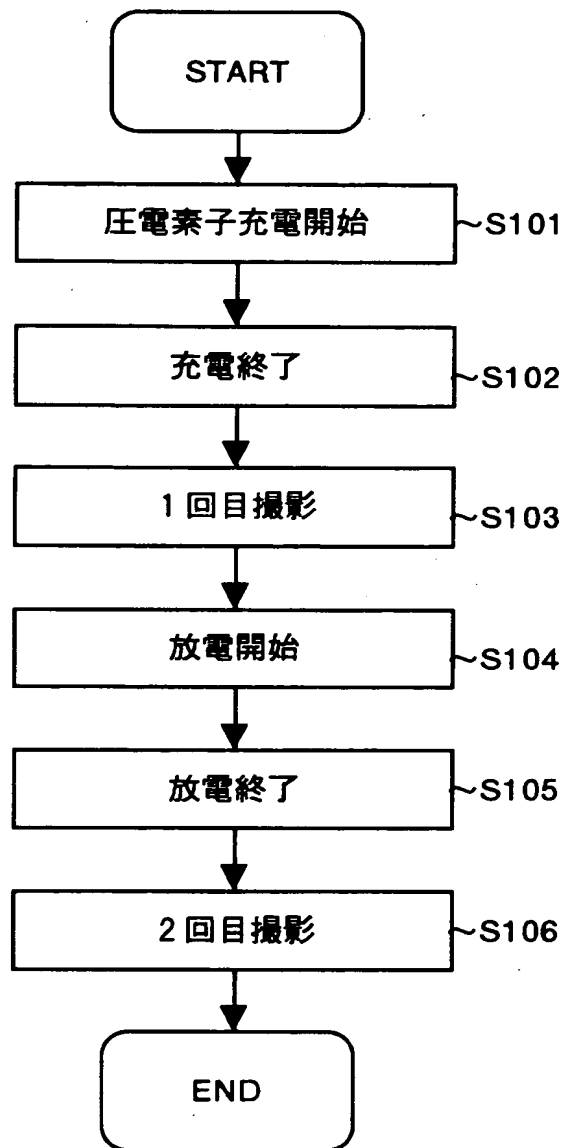 START
圧電素子充電開始
~S101
充電終了
~S102
1回目撮影
~S103
放電開始
~S104
放電終了
~S105
2回目撮影
~S106
END